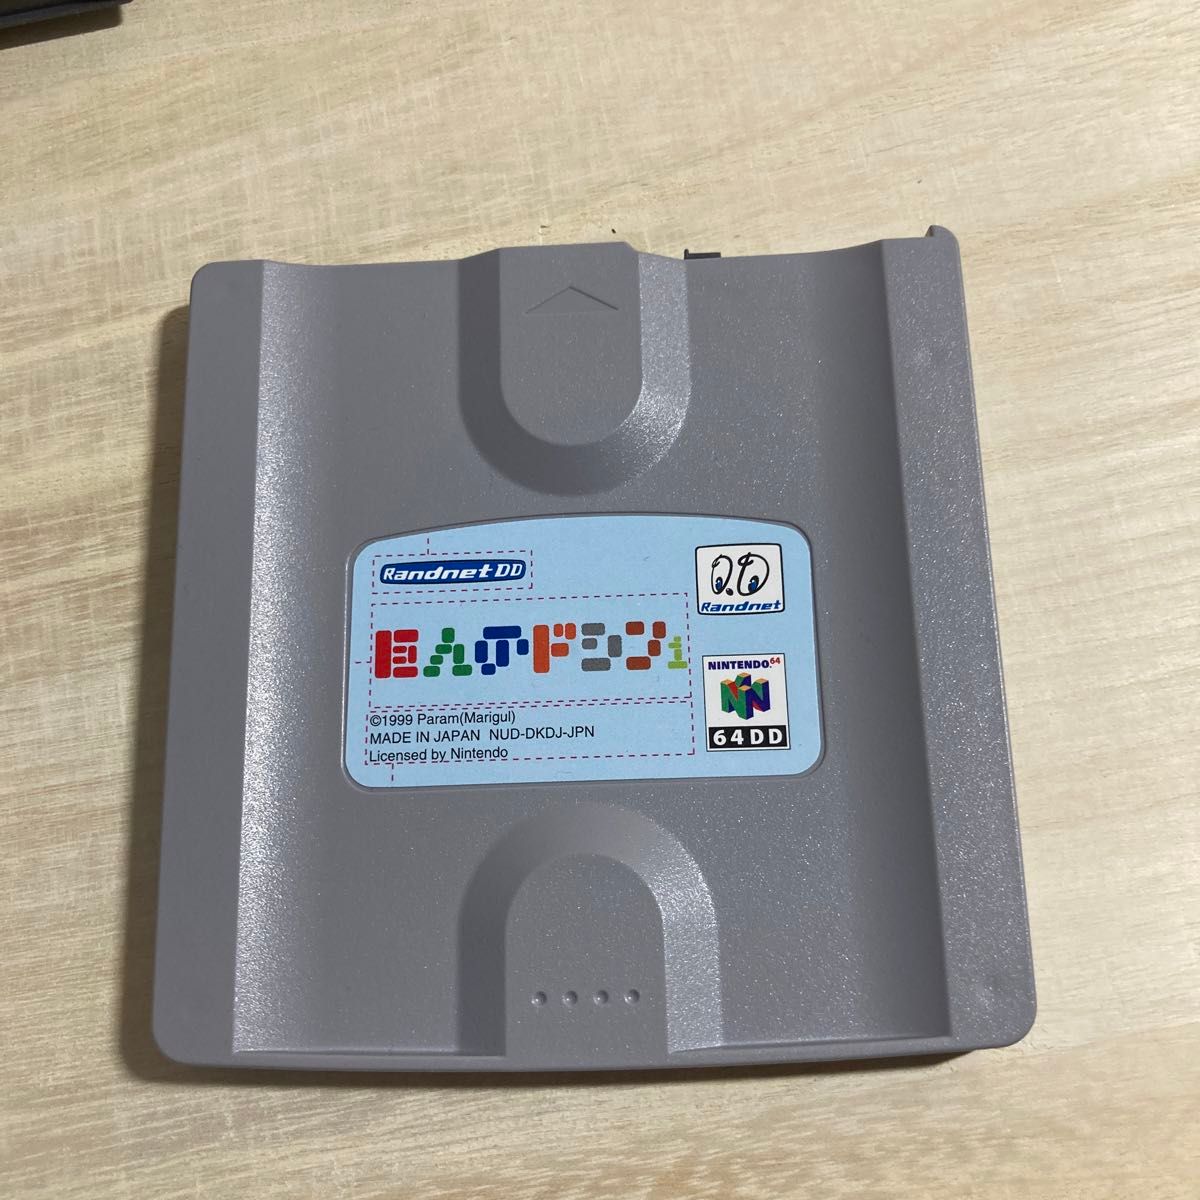 Randnet DD
Randnet
巨人のドシン1
NINTENDO64
64DD
©1999 Param(Marigul)
MADE IN JAPAN NUD-DKDJ-JPN
Licensed by Nintendo